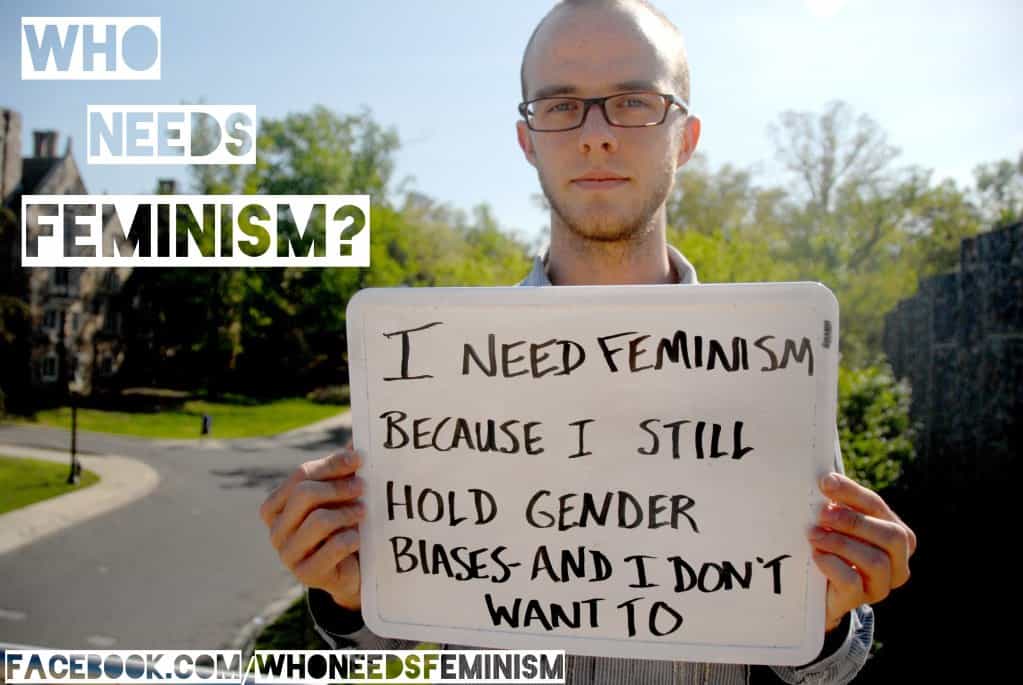 WHO
NEEDS
FEMINISM?
I NEED FEMINISM
BECAUSE I STILL
HOLD GENDER
BIASES-AND I DON'T
WANT TO
FACEBOOK.COM/WHONEEDSFEMINISM